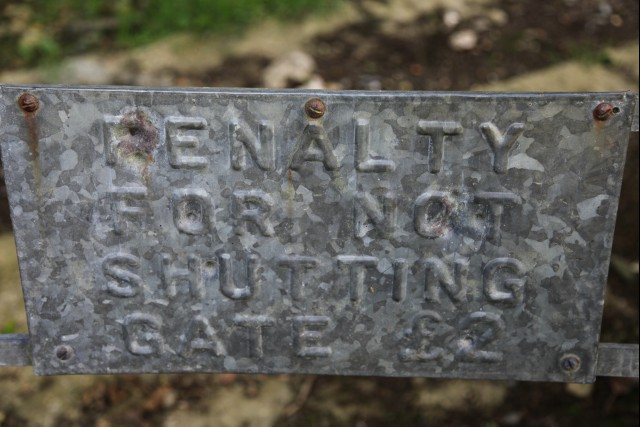 PENALTY
FOR NOT
SHUTTING
GATE £2